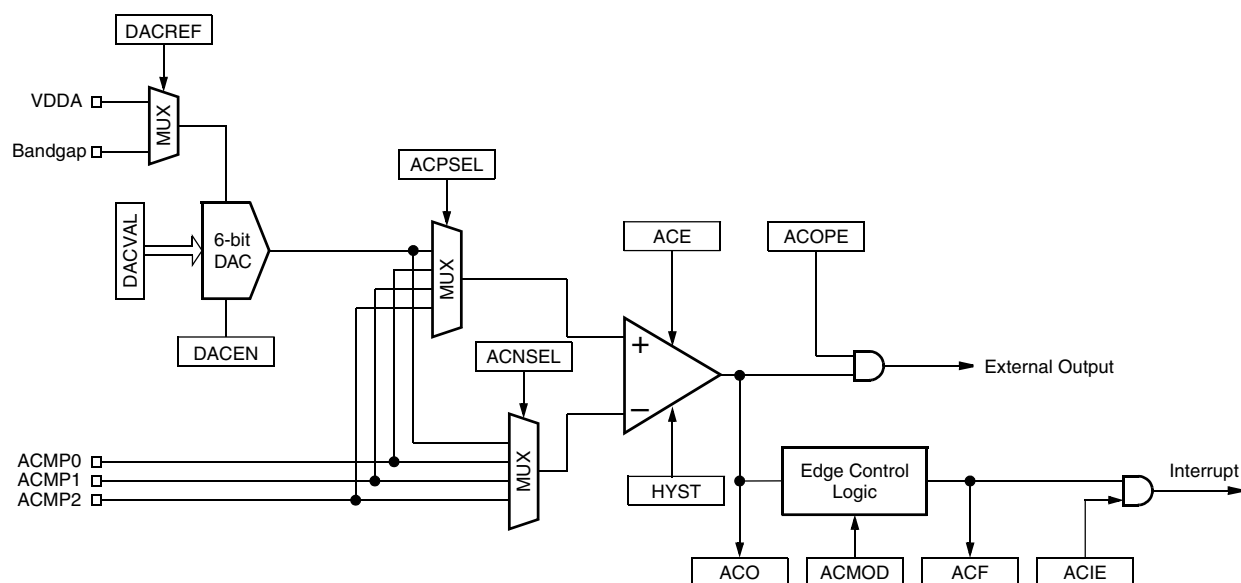 DACREF
VDDA
MUX
Bandgap
ACPSEL
DACVAL
6-bit
DAC
MUX
ACE
ACOPE
DACEN
ACNSEL
+
−
External Output
MUX
ACMP0
ACMP1
ACMP2
HYST
Edge Control
Logic
Interrupt
ACO
ACMOD
ACF
ACIE